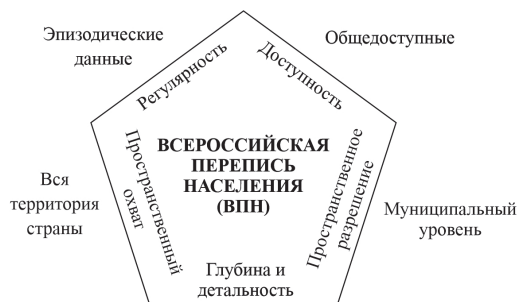 Эпизодические
данные
Общедоступные
Регулярность
Доступность
ВСЕРОССИЙСКАЯ
ПЕРЕПИСЬ
НАСЕЛЕНИЯ
(ВПН)
Пространственный
охват
Пространственное
разрешение
Вся
территория
страны
Муниципальный
уровень
Глубина и
детальность